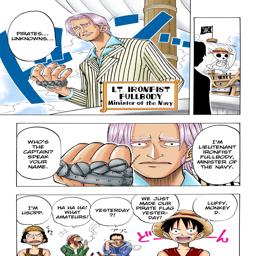 PIRATES...
UNKNOWNS...
LT. IRONFIST
FULLBODY
Minister of the Navy
I'M
LIEUTENANT
IRONFIST
FULLBODY,
MINISTER OF
THE NAVY.
WHO'S
THE
CAPTAIN?
SPEAK
YOUR
NAME.
LUFFY,
MONKEY
D.
ど
ん
WE JUST
MADE OUR
PIRATE FLAG
YESTER-
DAY!
YESTERDAY
?!
HA HA HA!
WHAT
AMATEURS!
I'M
USOPP.